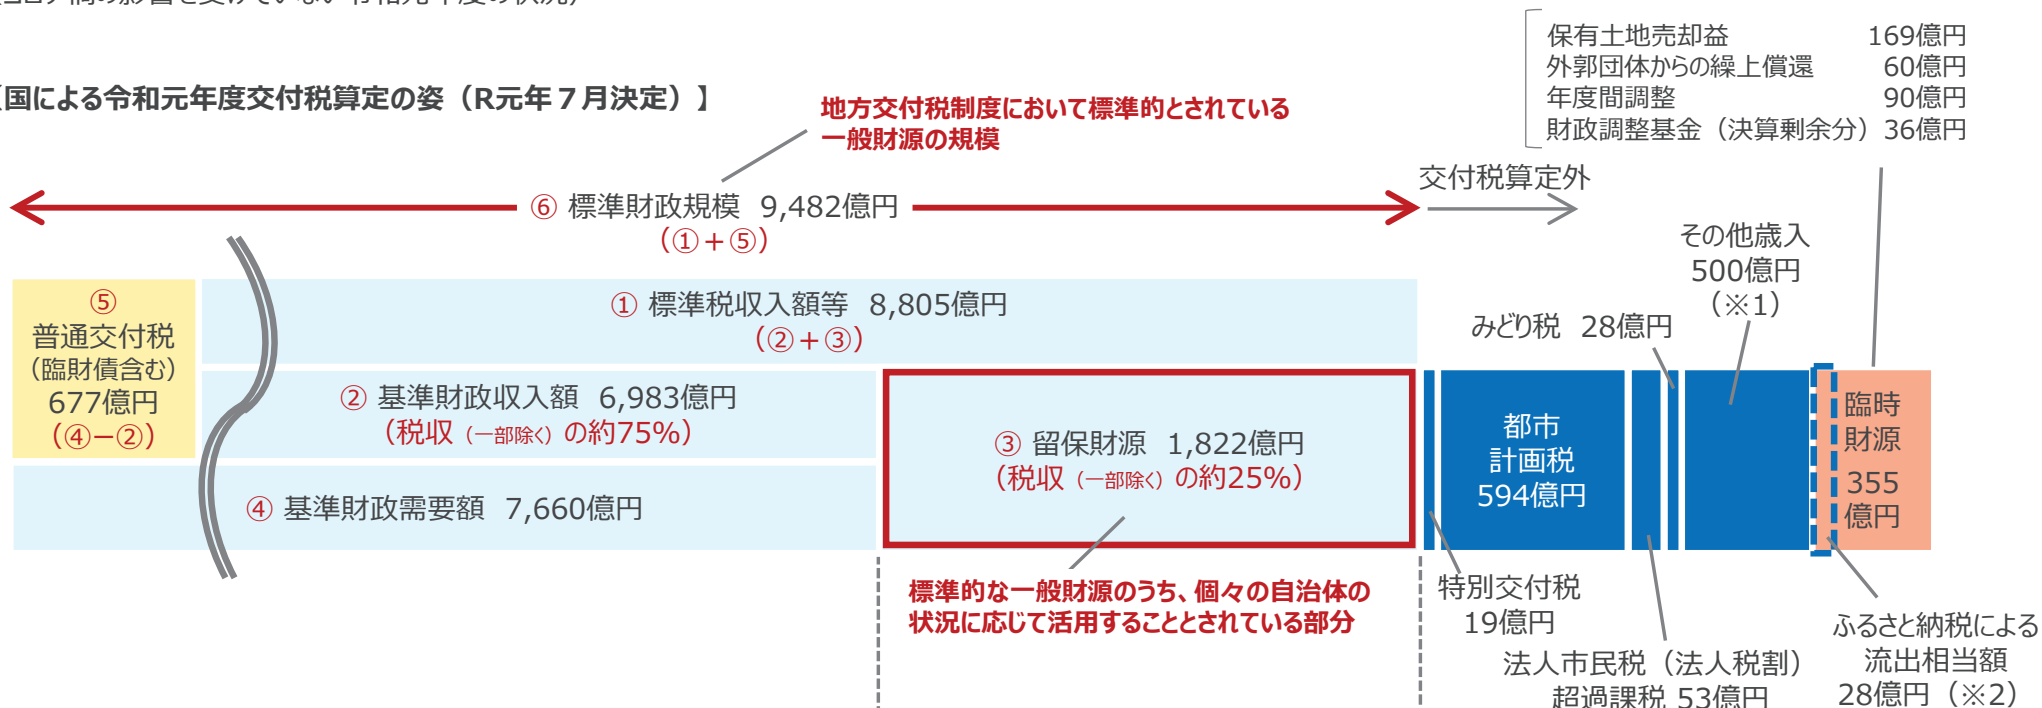 保有土地売却益 169億円
外郭団体からの繰上償還 60億円
年度間調整 90億円
財政調整基金（決算剰余分） 36億円
国による令和元年度交付税算定の姿（R元年７月決定）】
地方交付税制度において標準的とされている
一般財源の規模
交付税算定外
⑥ 標準財政規模 9,482億円
（①＋⑤）
その他歳入
500億円
（※1）
みどり税 28億円
⑤
普通交付税
（臨財債含む）
677億円
（④－②）
① 標準税収入額等 8,805億円
（②＋③）
② 基準財政収入額 6,983億円
（税収（一部除く）の約75%）
③ 留保財源 1,822億円
（税収（一部除く）の約25%）
④ 基準財政需要額 7,660億円
都市
計画税
594億円
臨時
財源
355
億円
標準的な一般財源のうち、個々の自治体の
状況に応じて活用することとされている部分
特別交付税
19億円
法人市民税（法人税割）
超過課税 53億円
ふるさと納税による
流出相当額
28億円（※2）